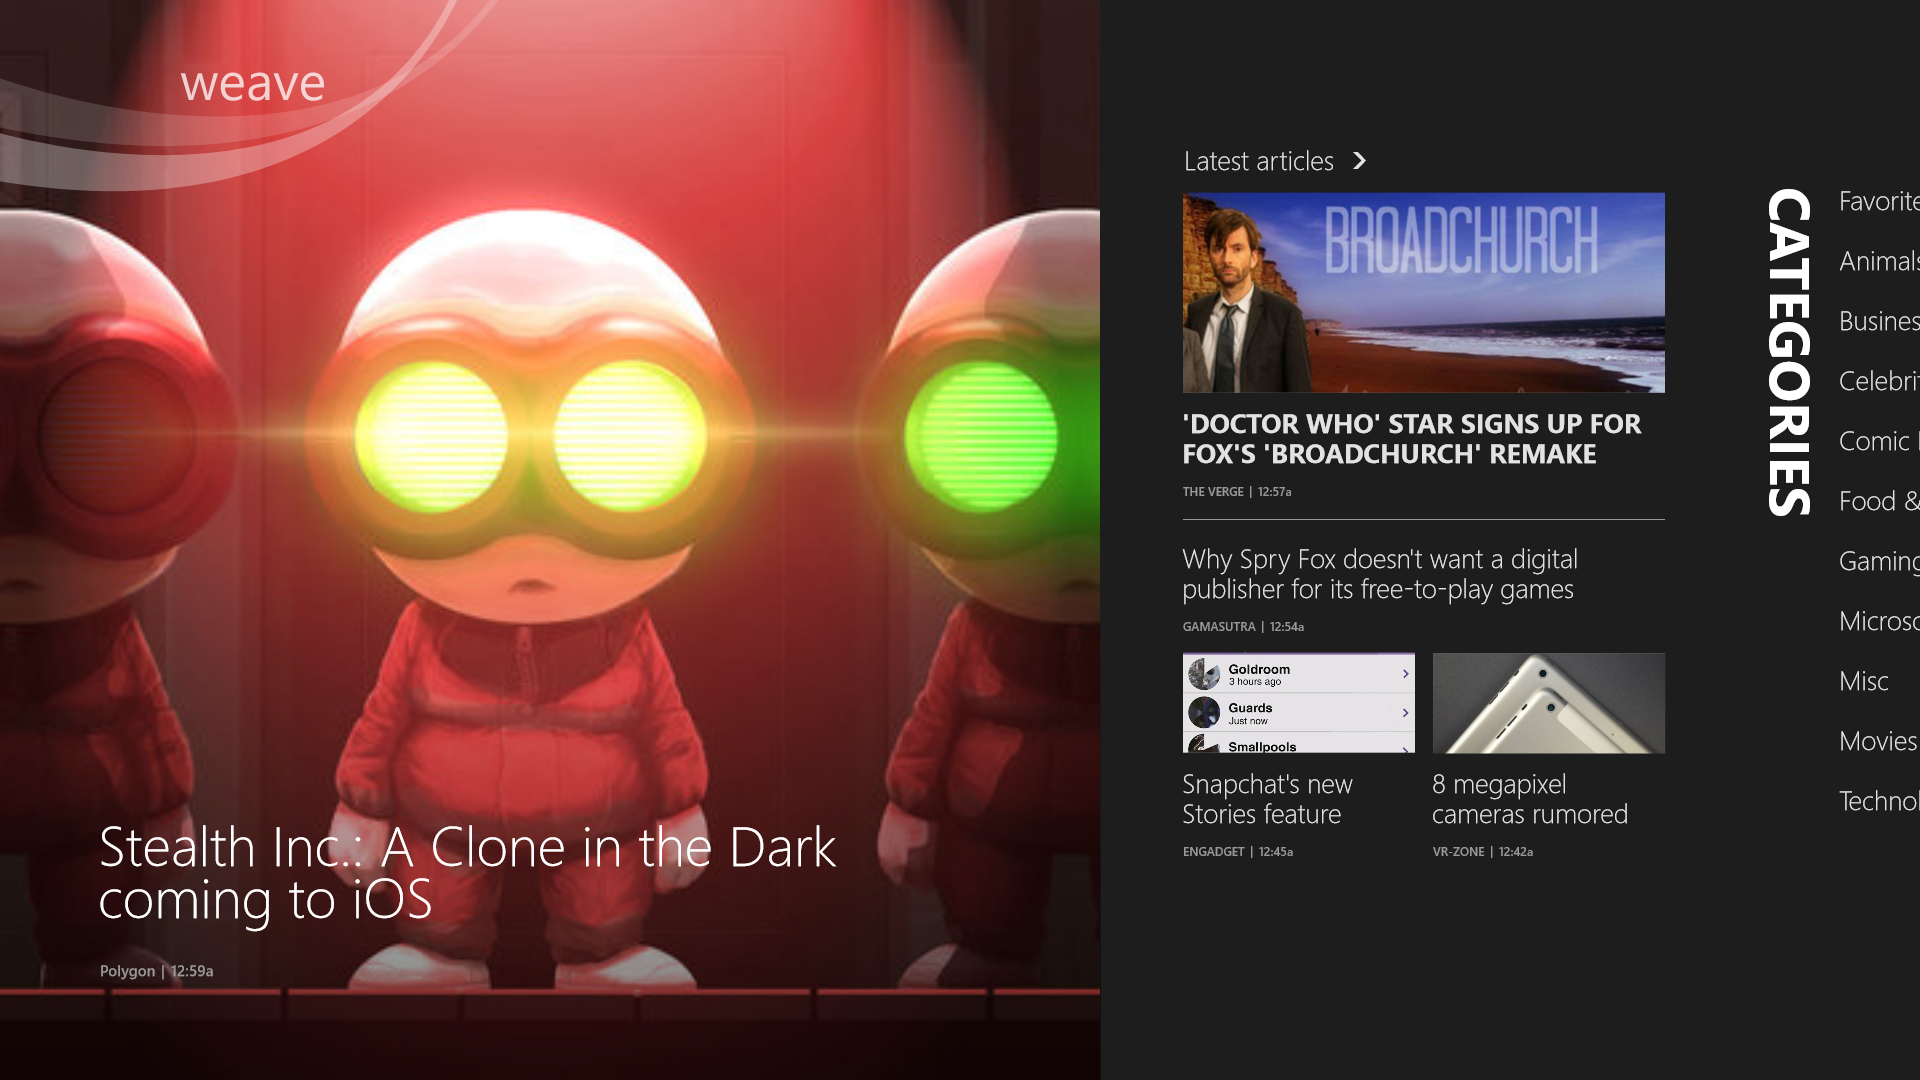 weave
Stealth Inc.: A Clone in the Dark
coming to iOS
Polygon | 12:59a
Latest articles
BROADCHURCH
'DOCTOR WHO' STAR SIGNS UP FOR
FOX'S 'BROADCHURCH' REMAKE
THE VERGE | 12:57a
Why Spry Fox doesn't want a digital
publisher for its free-to-play games
GAMASUTRA | 12:54a
Goldroom
3 hours ago
Guards
Just now
Smallpools
Snapchat's new
Stories feature
ENGADGET | 12:45a
8 megapixel
cameras rumored
VR-ZONE | 12:42a
CATEGORIES
Favorite
Animals
Busines
Celebri
Comic
Food &
Gaming
Microso
Misc
Movies
Technol